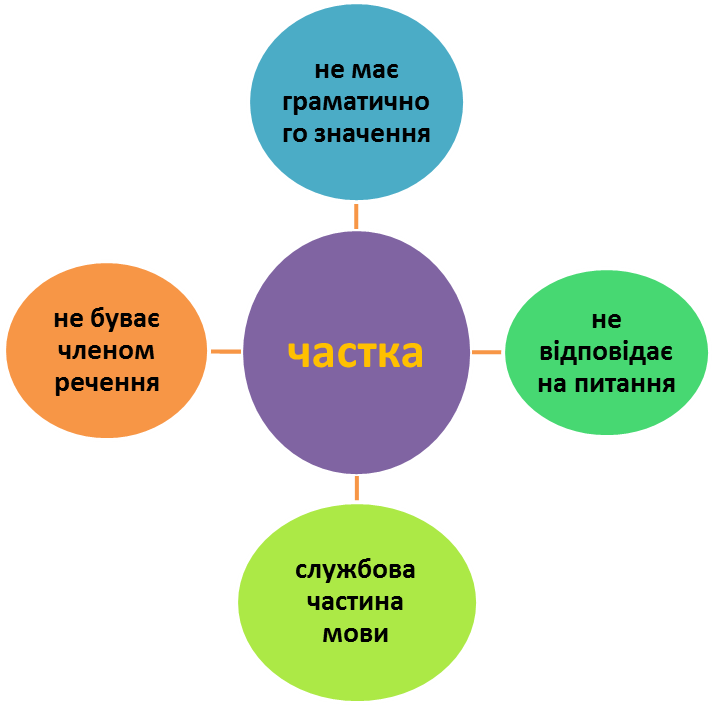 не має
граматично
го значення
не буває
членом
речення
частка
не
відповідає
на питання
службова
частина
мови